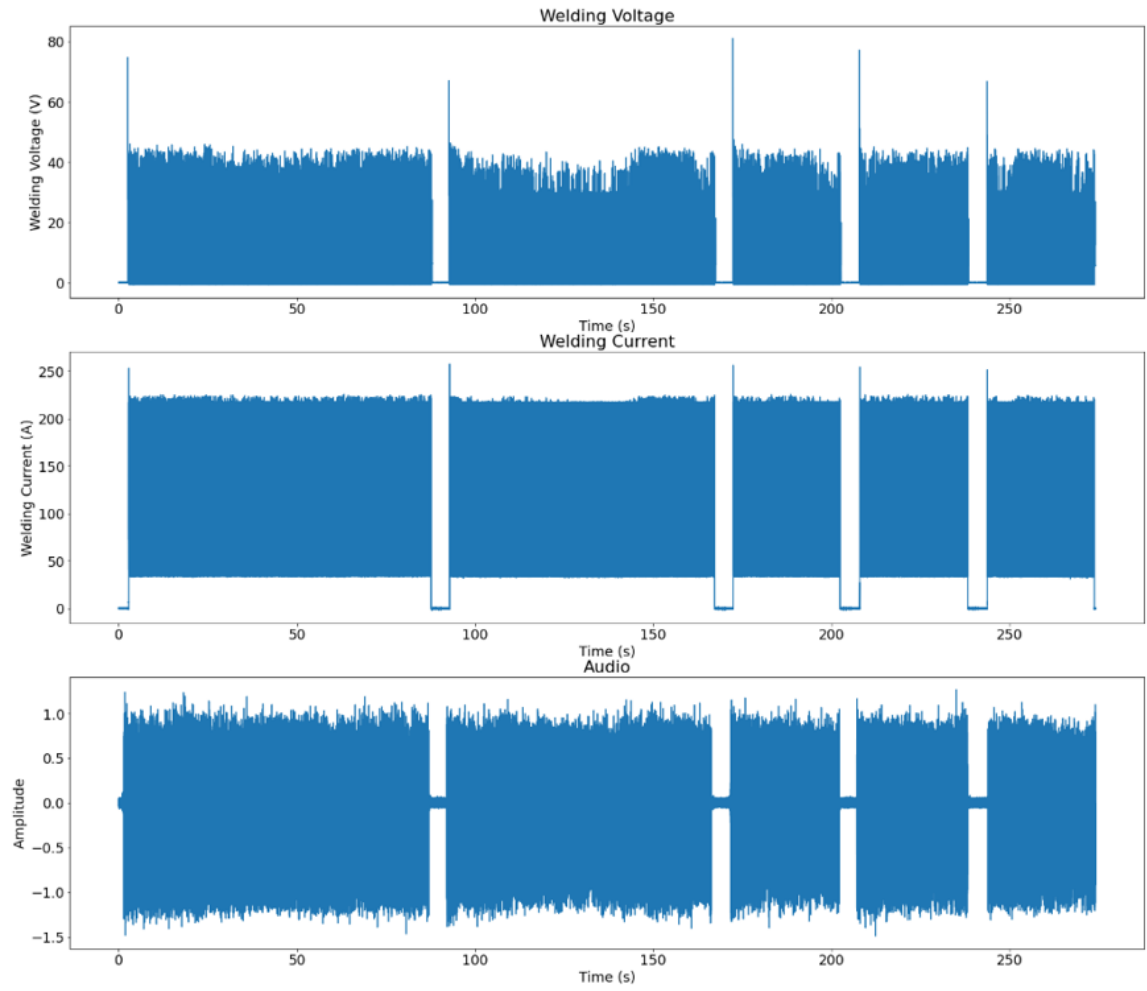 Welding Voltage
Welding Voltage (V)
80
60
40
20
0
0 50 100 150 200 250
Time (s)
Welding Current
Welding Current (A)
250
200
150
100
50
0
0 50 100 150 200 250
Time (s)
Audio
Amplitude
1.0
0.5
0.0
−0.5
−1.0
−1.5
0 50 100 150 200 250
Time (s)